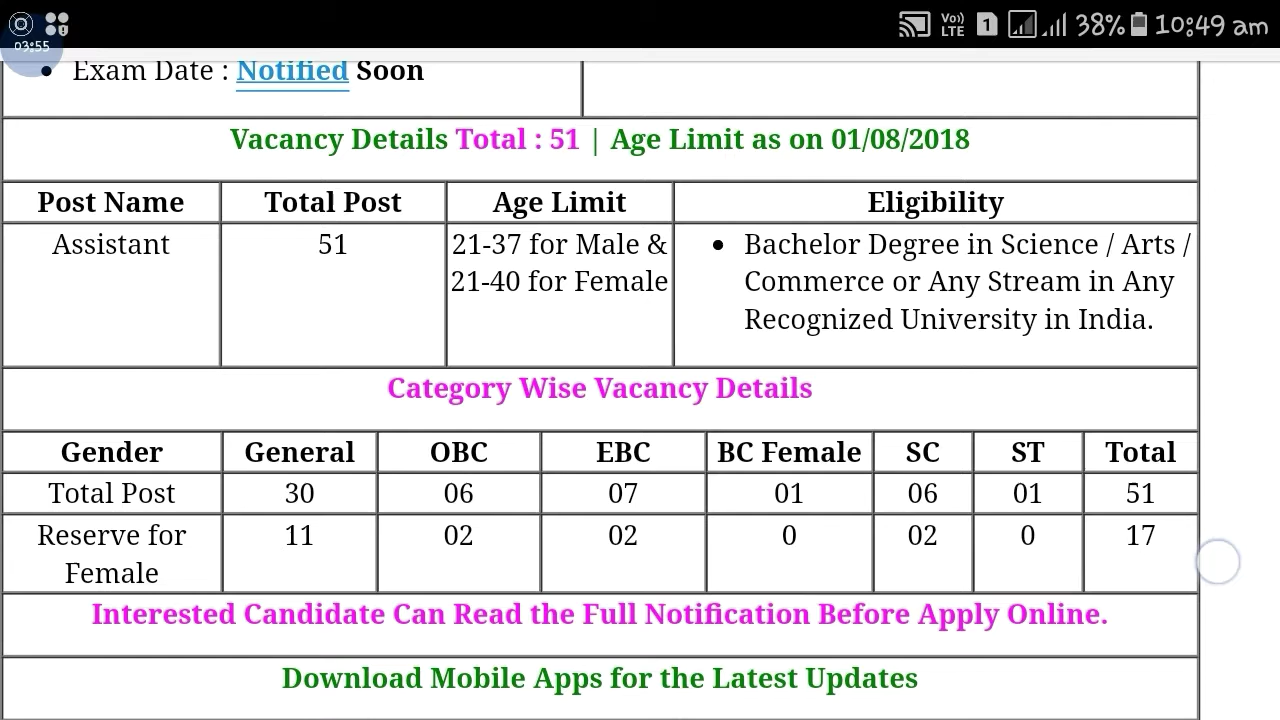 03:55
Vo)) LTE 1 38% 10:49 am
Exam Date : Notified Soon
Vacancy Details Total : 51 | Age Limit as on 01/08/2018
Post Name Total Post Age Limit Eligibility
Assistant 51 21-37 for Male & Bachelor Degree in Science / Arts /
21-40 for Female Commerce or Any Stream in Any
Recognized University in India.
Category Wise Vacancy Details
Gender General OBC EBC BC Female SC ST Total
Total Post 30 06 07 01 06 01 51
Reserve for 11 02 02 0 02 0 17
Female
Interested Candidate Can Read the Full Notification Before Apply Online.
Download Mobile Apps for the Latest Updates